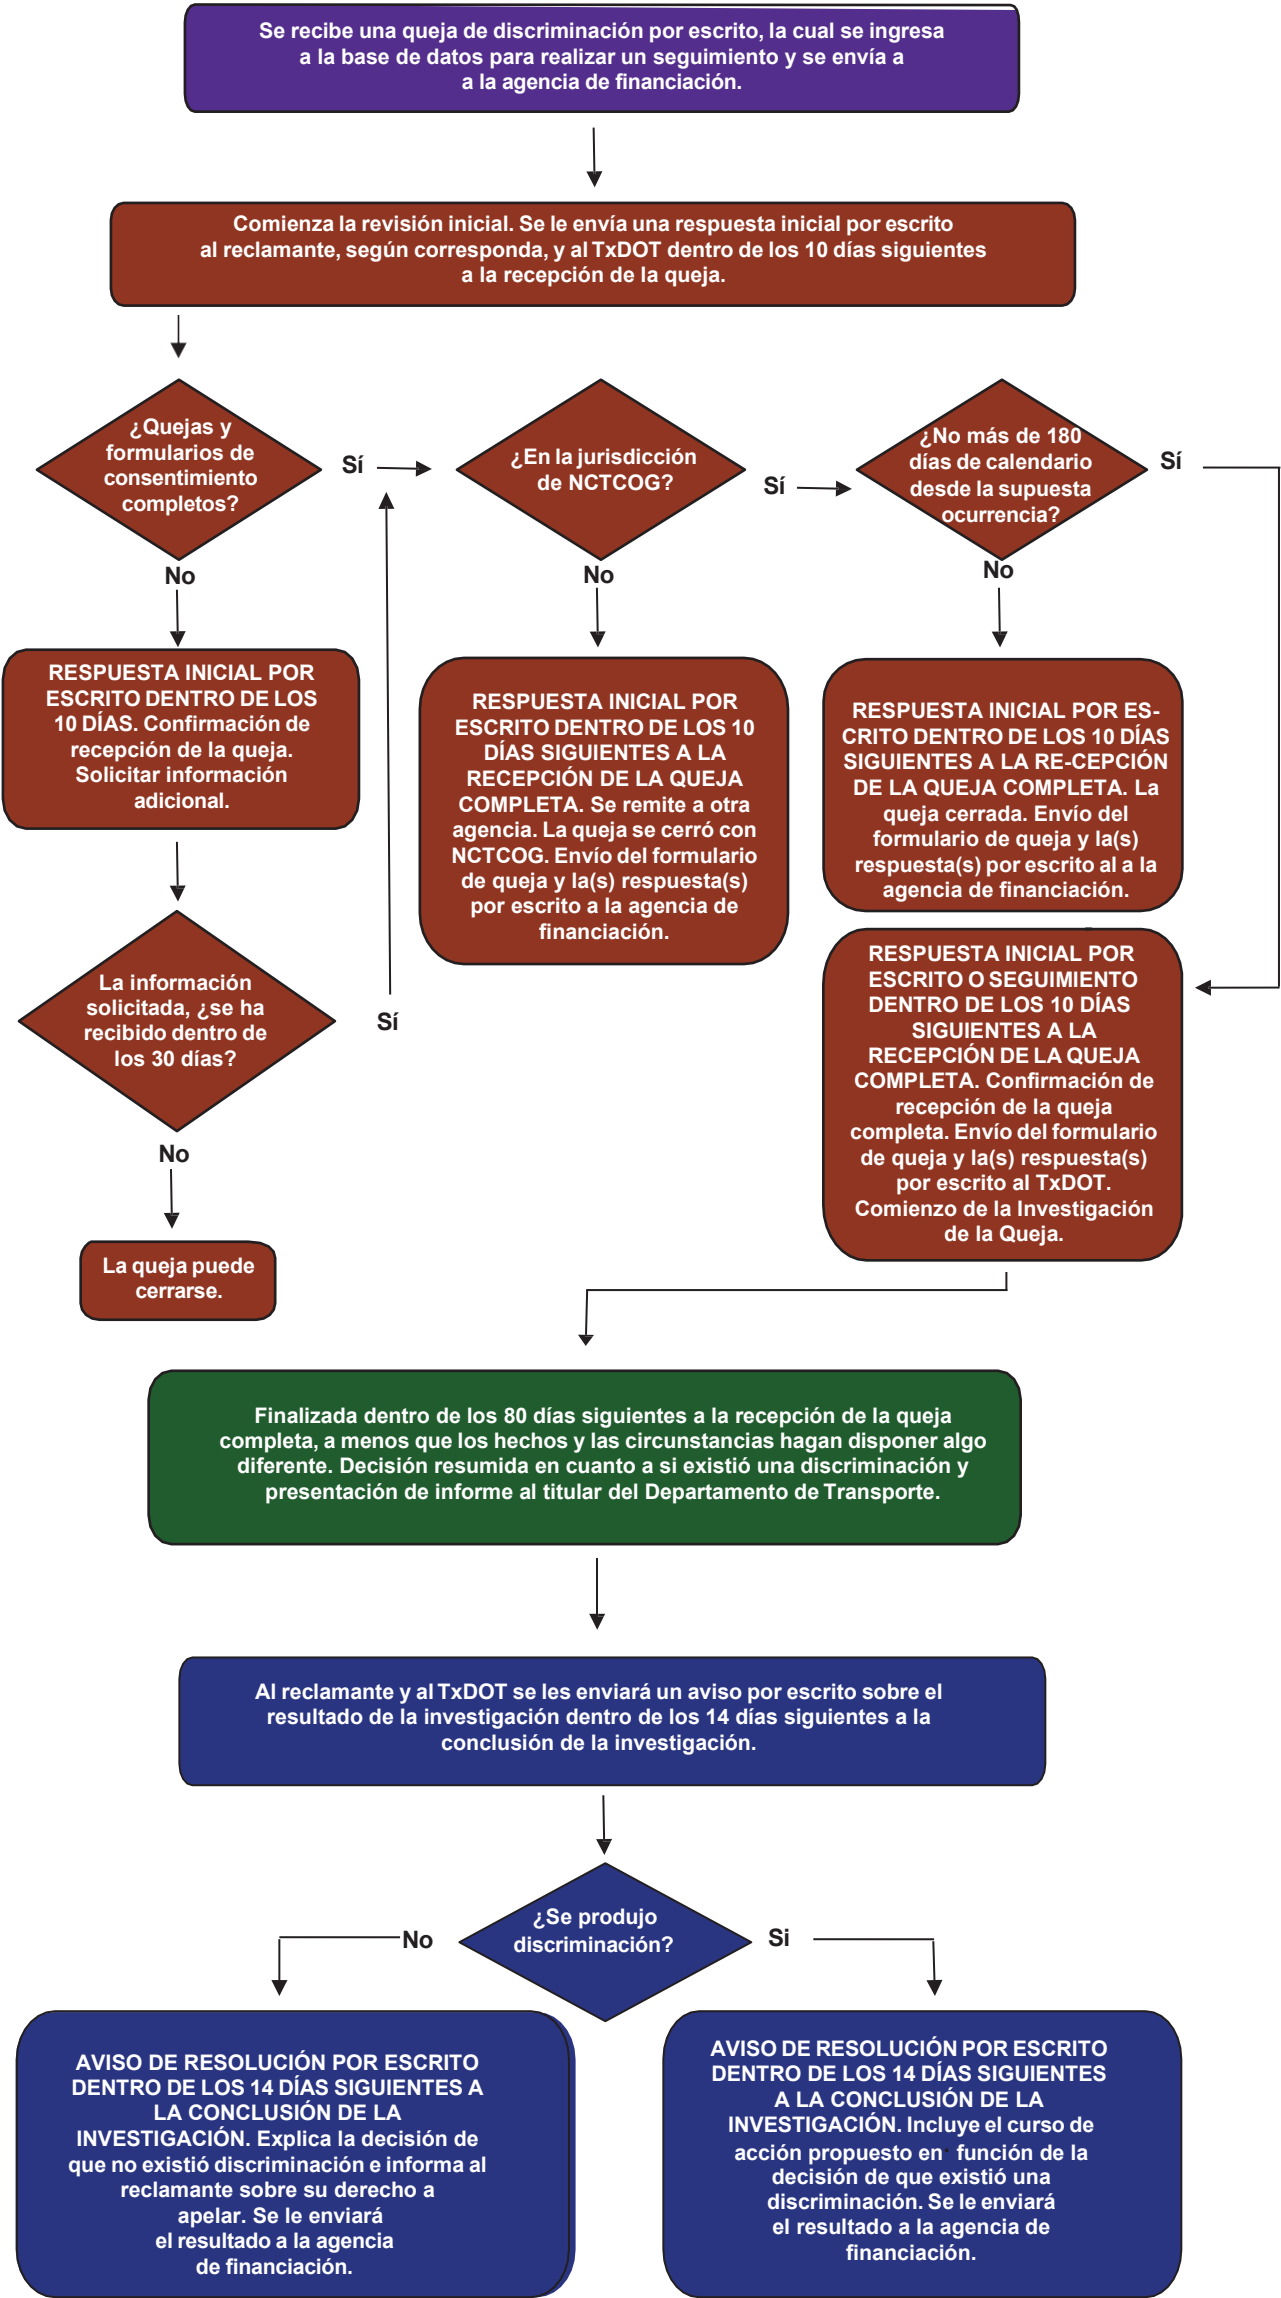 Se recibe una queja de discriminación por escrito, la cual se ingresa
a la base de datos para realizar un seguimiento y se envía a
a la agencia de financiación.
Comienza la revisión inicial. Se le envía una respuesta inicial por escrito
al reclamante, según corresponda, y al TxDOT dentro de los 10 días siguientes
a la recepción de la queja.
¿Quejas y
formularios de
consentimiento
completos?
Sí
No
¿En la jurisdicción
de NCTCOG?
Sí
No
¿No más de 180
días de calendario
desde la supuesta
ocurrencia?
Sí
No
RESPUESTA INICIAL POR
ESCRITO DENTRO DE LOS
10 DÍAS. Confirmación de
recepción de la queja.
Solicitar información
adicional.
RESPUESTA INICIAL POR
ESCRITO DENTRO DE LOS 10
DÍAS SIGUIENTES A LA
RECEPCIÓN DE LA QUEJA
COMPLETA. Se remite a otra
agencia. La queja se cerró con
NCTCOG. Envío del formulario
de queja y la(s) respuesta(s)
por escrito a la agencia de
financiación.
RESPUESTA INICIAL POR ES-
CRITO DENTRO DE LOS 10 DÍAS
SIGUIENTES A LA RE-CEPCIÓN
DE LA QUEJA COMPLETA. La
queja cerrada. Envío del
formulario de queja y la(s)
respuesta(s) por escrito al a la
agencia de financiación.
La información
solicitada, ¿se ha
recibido dentro de
los 30 días?
Sí
No
La queja puede
cerrarse.
RESPUESTA INICIAL POR
ESCRITO O SEGUIMIENTO
DENTRO DE LOS 10 DÍAS
SIGUIENTES A LA
RECEPCIÓN DE LA QUEJA
COMPLETA. Confirmación de
recepción de la queja
completa. Envío del formulario
de queja y la(s) respuesta(s)
por escrito al TxDOT.
Comienzo de la Investigación
de la Queja.
Finalizada dentro de los 80 días siguientes a la recepción de la queja
completa, a menos que los hechos y las circunstancias hagan disponer algo
diferente. Decisión resumida en cuanto a si existió una discriminación y
presentación de informe al titular del Departamento de Transporte.
Al reclamante y al TxDOT se les enviará un aviso por escrito sobre el
resultado de la investigación dentro de los 14 días siguientes a la
conclusión de la investigación.
¿Se produjo
discriminación?
No
Si
AVISO DE RESOLUCIÓN POR ESCRITO
DENTRO DE LOS 14 DÍAS SIGUIENTES A
LA CONCLUSIÓN DE LA
INVESTIGACIÓN. Explica la decisión de
que no existió discriminación e informa al
reclamante sobre su derecho a
apelar. Se le enviará
el resultado a la agencia
de financiación.
AVISO DE RESOLUCIÓN POR ESCRITO
DENTRO DE LOS 14 DÍAS SIGUIENTES
A LA CONCLUSIÓN DE LA
INVESTIGACIÓN. Incluye el curso de
acción propuesto en función de la
decisión de que existió una
discriminación. Se le enviará
el resultado a la agencia de
financiación.